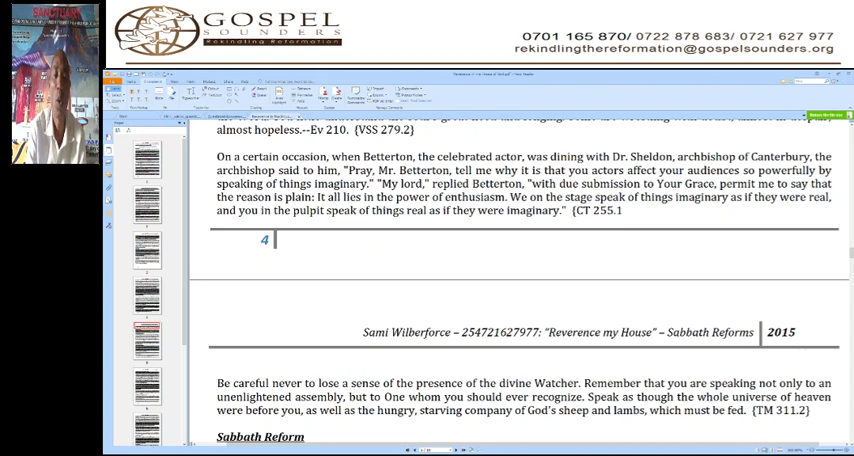 SANCTUARY
GOSPEL
SOUNDERS
Rekindling Reformation
0701 165 870/ 0722 878 683/ 0721 627 977
rekindlingthereformation@gospelsounders.org
almost hopeless.--Ev 210. {VSS 279.2}
On a certain occasion, when Betterton, the celebrated actor, was dining with Dr. Sheldon, archbishop of Canterbury, the
archbishop said to him, "Pray, Mr. Betterton, tell me why it is that you actors affect your audiences so powerfully by
speaking of things imaginary." "My lord," replied Betterton, "with due submission to Your Grace, permit me to say that
the reason is plain: It all lies in the power of enthusiasm. We on the stage speak of things imaginary as if they were real,
and you in the pulpit speak of things real as if they were imaginary." {CT 255.1
4
Sami Wilberforce – 254721627977: "Reverence my House" – Sabbath Reforms 2015
Be careful never to lose a sense of the presence of the divine Watcher. Remember that you are speaking not only to an
unenlightened assembly, but to One whom you should ever recognize. Speak as though the whole universe of heaven
were before you, as well as the hungry, starving company of God's sheep and lambs, which must be fed. {TM 311.2}
Sabbath Reform